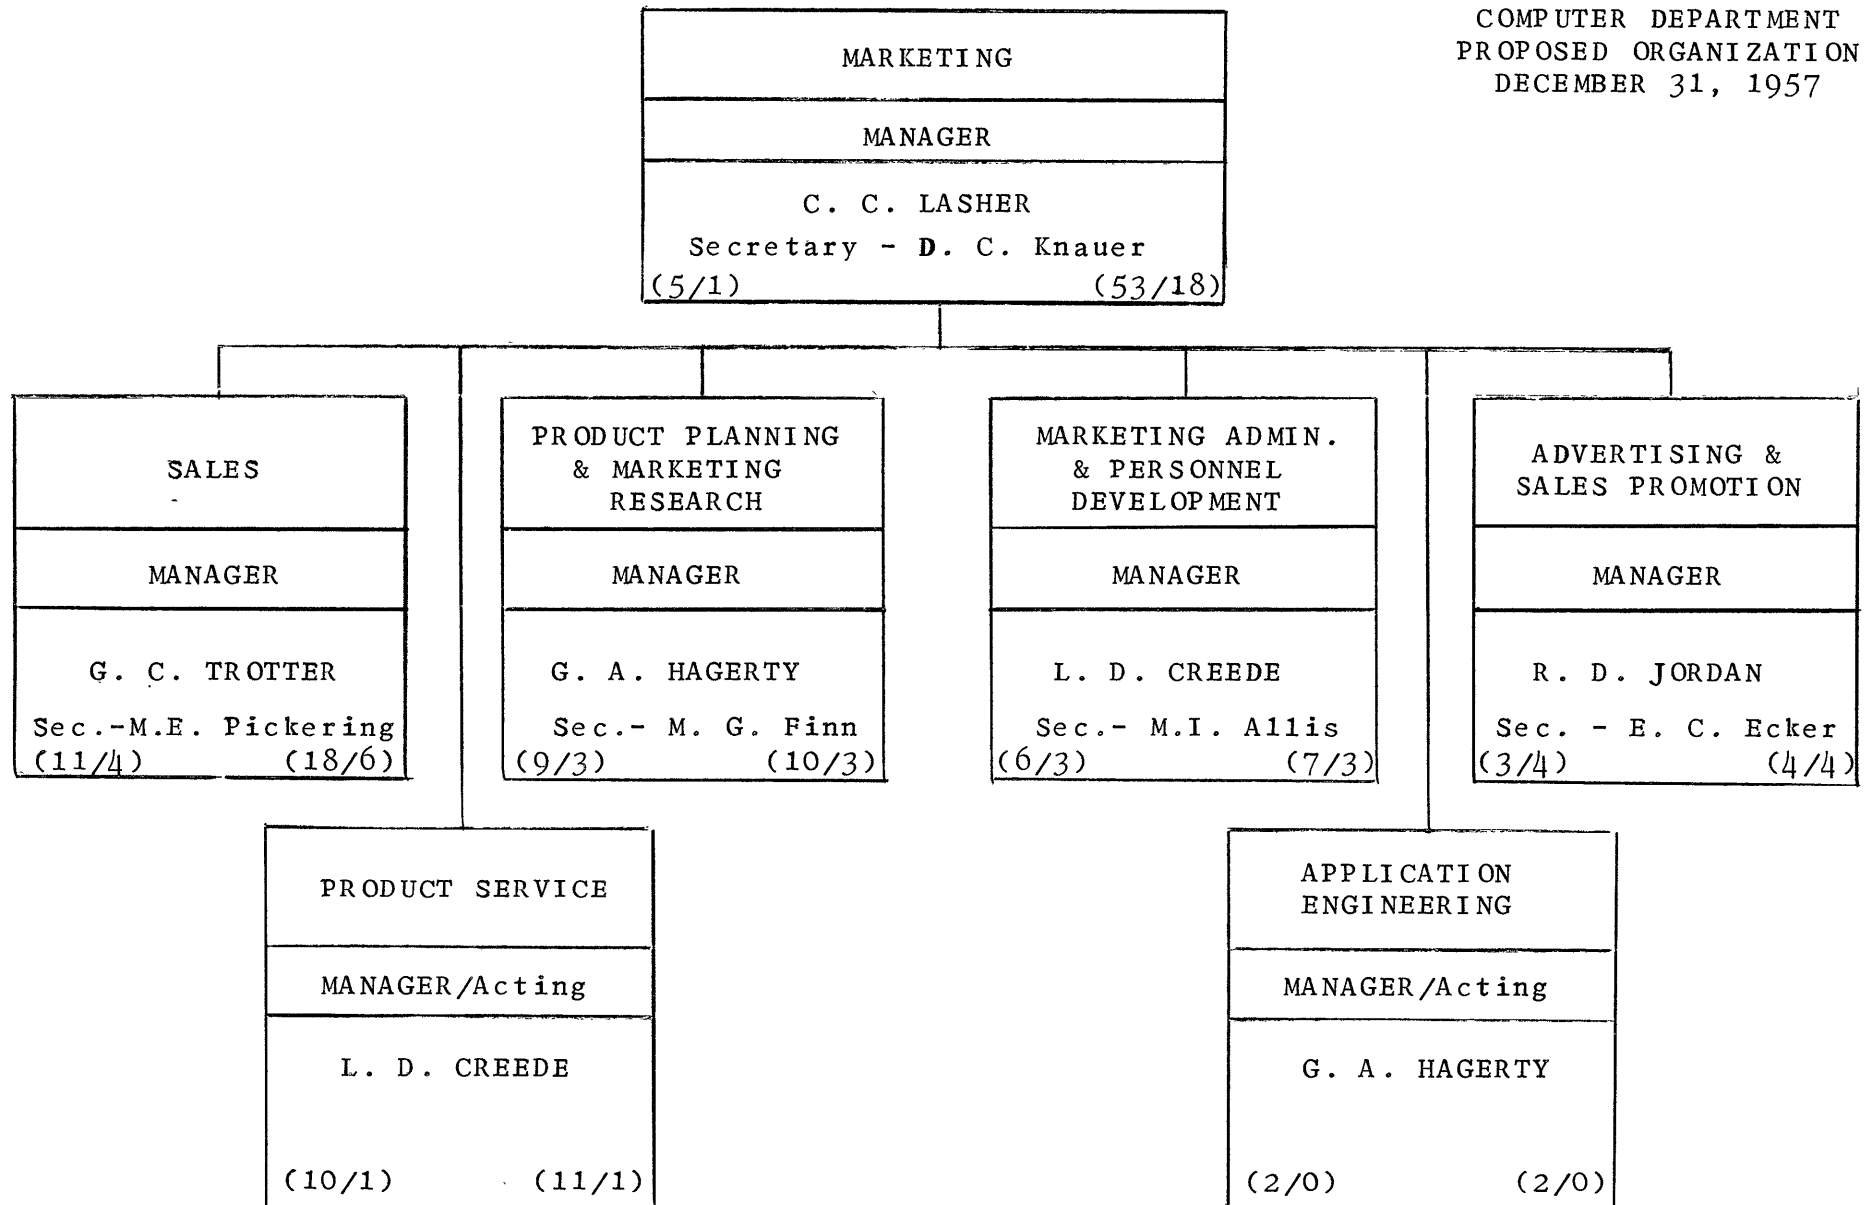 COMPUTER DEPARTMENT
PROPOSED ORGANIZATION
DECEMBER 31, 1957
MARKETING
MANAGER
C. C. LASHER
Secretary - D. C. Knauer
(5/1) (53/18)
SALES
MANAGER
G. C. TROTTER
Sec.-M.E. Pickering
(11/4) (18/6)
PRODUCT PLANNING
& MARKETING
RESEARCH
MANAGER
G. A. HAGERTY
Sec.- M. G. Finn
(9/3) (10/3)
MARKETING ADMIN.
& PERSONNEL
DEVELOPMENT
MANAGER
L. D. CREEDE
Sec.- M.I. Allis
(6/3) (7/3)
ADVERTISING &
SALES PROMOTION
MANAGER
R. D. JORDAN
Sec. - E. C. Ecker
(3/4) (4/4)
PRODUCT SERVICE
MANAGER/Acting
L. D. CREEDE
(10/1) (11/1)
APPLICATION
ENGINEERING
MANAGER/Acting
G. A. HAGERTY
(2/0) (2/0)